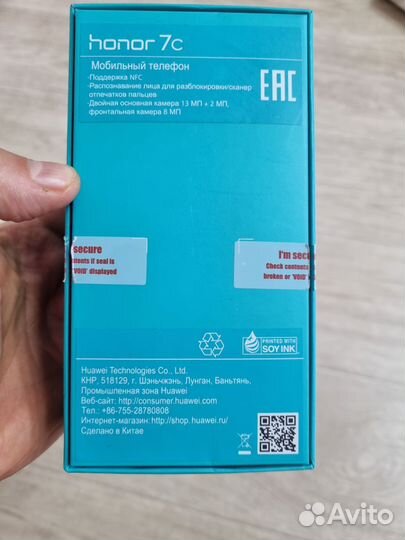 honor 7c
Мобильный телефон
·Поддержка NFC
·Распознавание лица для разблокировки/сканер
отпечатков пальцев
·Двойная основная камера 13 МП + 2 МП,
фронтальная камера 8 МП
EAC
secure
ntents if seal is
'VOID' displayed
I'm secu
Check contents
broken or 'VOID'
PRINTED WITH
SOY INK
Huawei Technologies Co., Ltd.
КНР, 518129, г. Шэньчжэнь, Лунган, Баньтянь,
Промышленная зона Huawei
Веб-сайт: http://consumer.huawei.com
Тел.: +86-755-28780808
Интернет-магазин:http://shop.huawei.ru/
Сделано в Китае
Avito